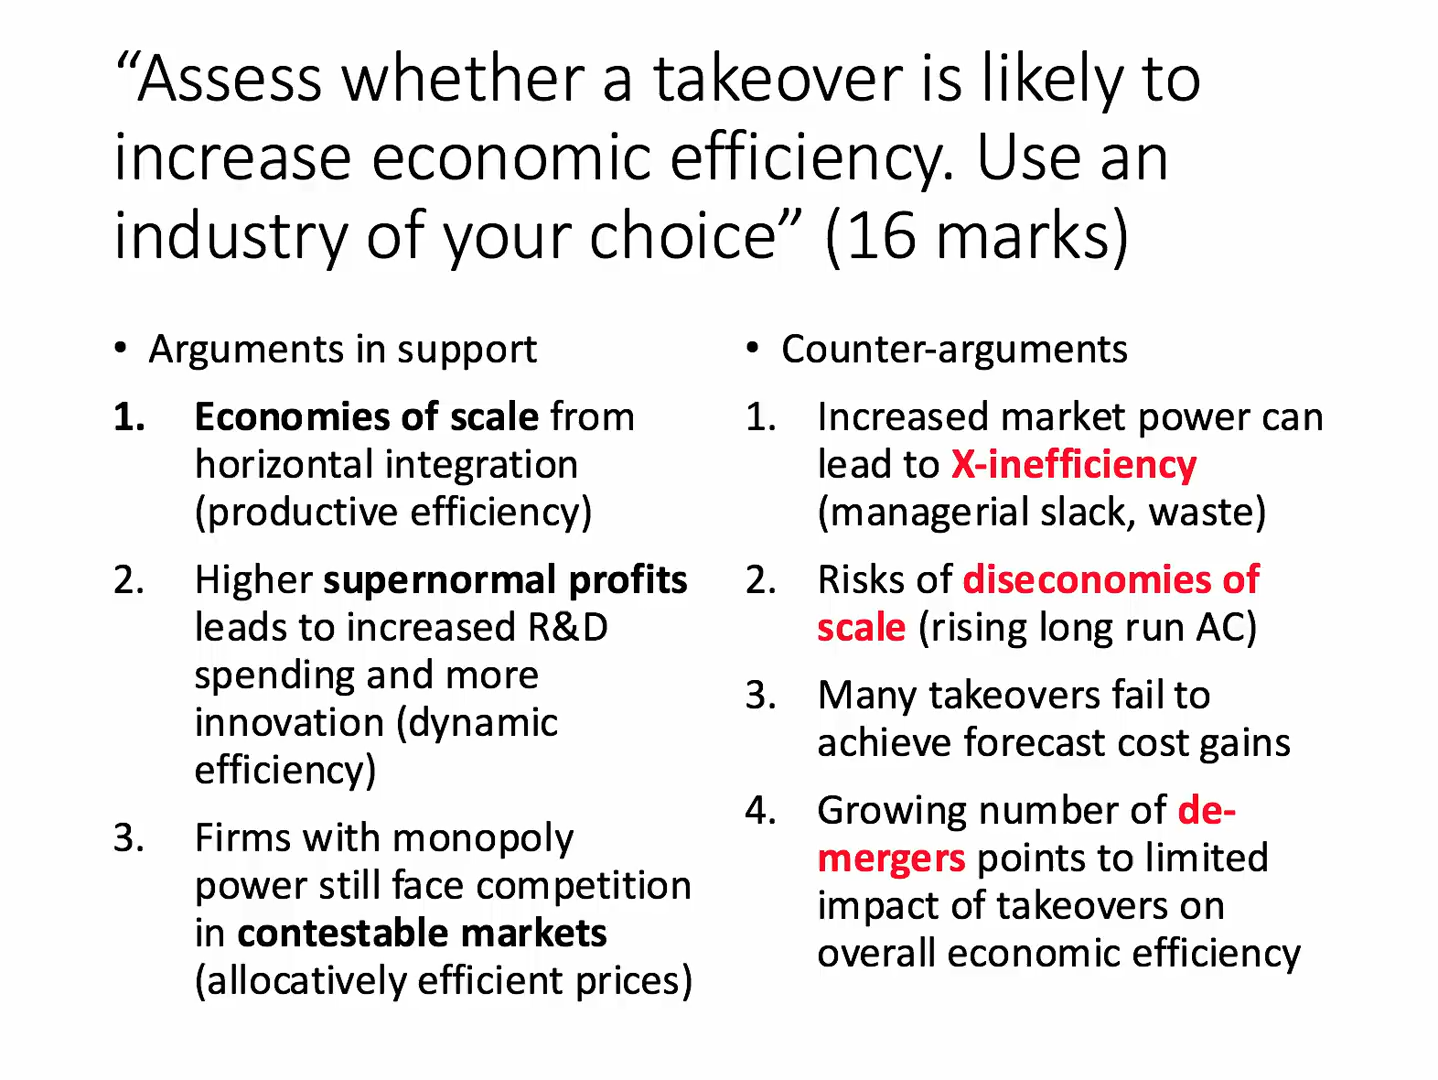 “Assess whether a takeover is likely to
increase economic efficiency. Use an
industry of your choice” (16 marks)
• Arguments in support
1. Economies of scale from
horizontal integration
(productive efficiency)
2. Higher supernormal profits
leads to increased R&D
spending and more
innovation (dynamic
efficiency)
3. Firms with monopoly
power still face competition
in contestable markets
(allocatively efficient prices)
• Counter-arguments
1. Increased market power can
lead to X-inefficiency
(managerial slack, waste)
2. Risks of diseconomies of
scale (rising long run AC)
3. Many takeovers fail to
achieve forecast cost gains
4. Growing number of de-
mergers points to limited
impact of takeovers on
overall economic efficiency